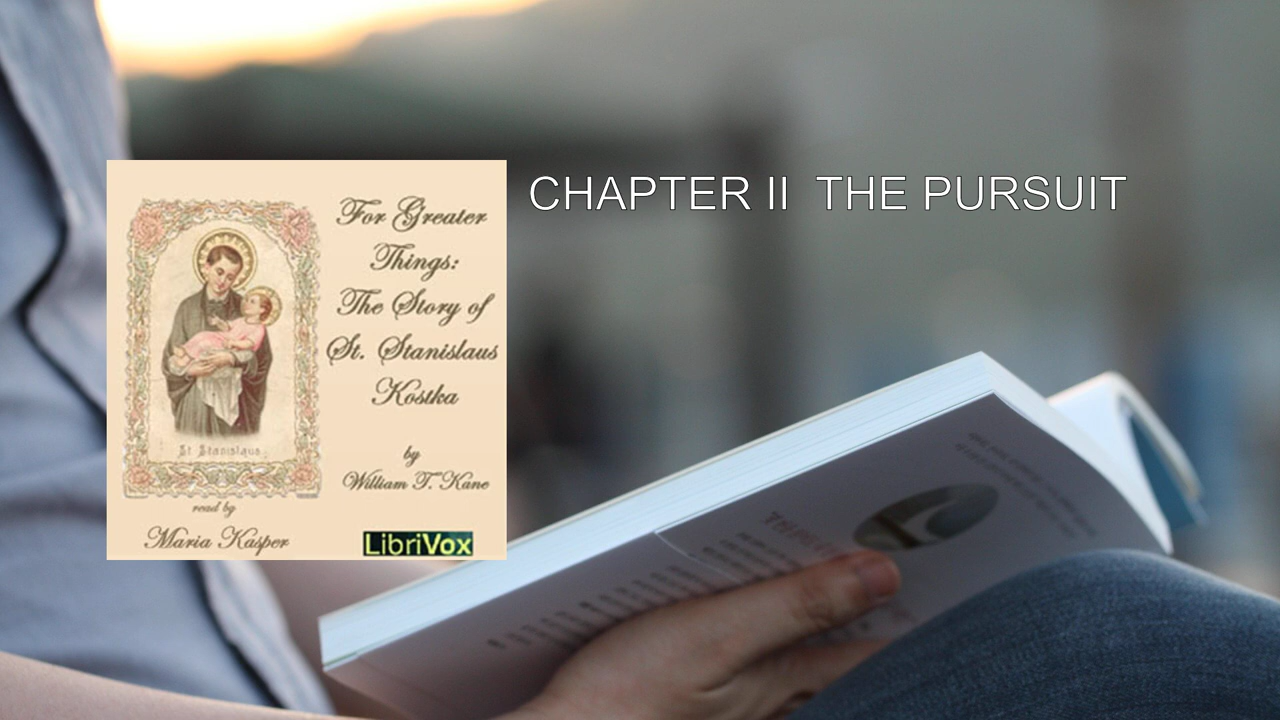 CHAPTER II THE PURSUIT
For Greater
Things:
The Story of
St. Stanislaus
Kostka
by
William T. Kane
St. Stanislaus.
read by
Maria Kasper
LibriVox